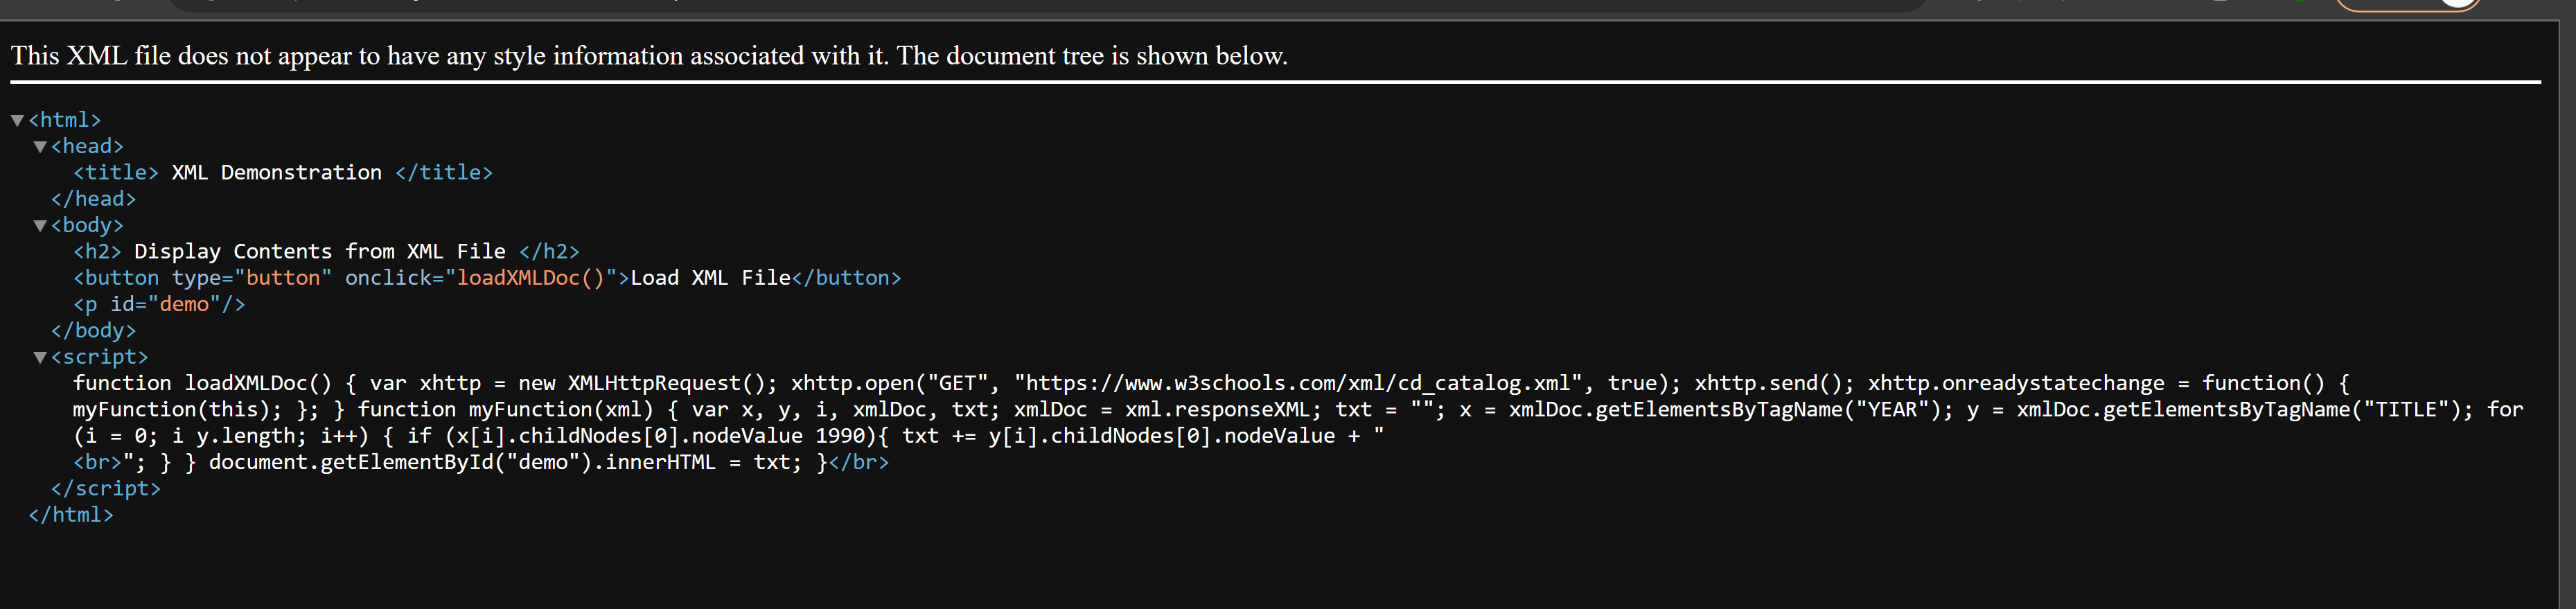 This XML file does not appear to have any style information associated with it. The document tree is shown below.
▼<html>
▼<head>
<title> XML Demonstration </title>
</head>
▼<body>
<h2> Display Contents from XML File </h2>
<button type="button" onclick="loadXMLDoc()">Load XML File</button>
<p id="demo"/>
</body>
▼<script>
function loadXMLDoc() { var xhttp = new XMLHttpRequest(); xhttp.open("GET", "https://www.w3schools.com/xml/cd_catalog.xml", true); xhttp.send(); xhttp.onreadystatechange = function() {
myFunction(this); }; } function myFunction(xml) { var x, y, i, xmlDoc, txt; xmlDoc = xml.responseXML; txt = ""; x = xmlDoc.getElementsByTagName("YEAR"); y = xmlDoc.getElementsByTagName("TITLE"); for
(i = 0; i y.length; i++) { if (x[i].childNodes[0].nodeValue 1990){ txt += y[i].childNodes[0].nodeValue + "
<br>"; } } document.getElementById("demo").innerHTML = txt; }</br>
</script>
</html>